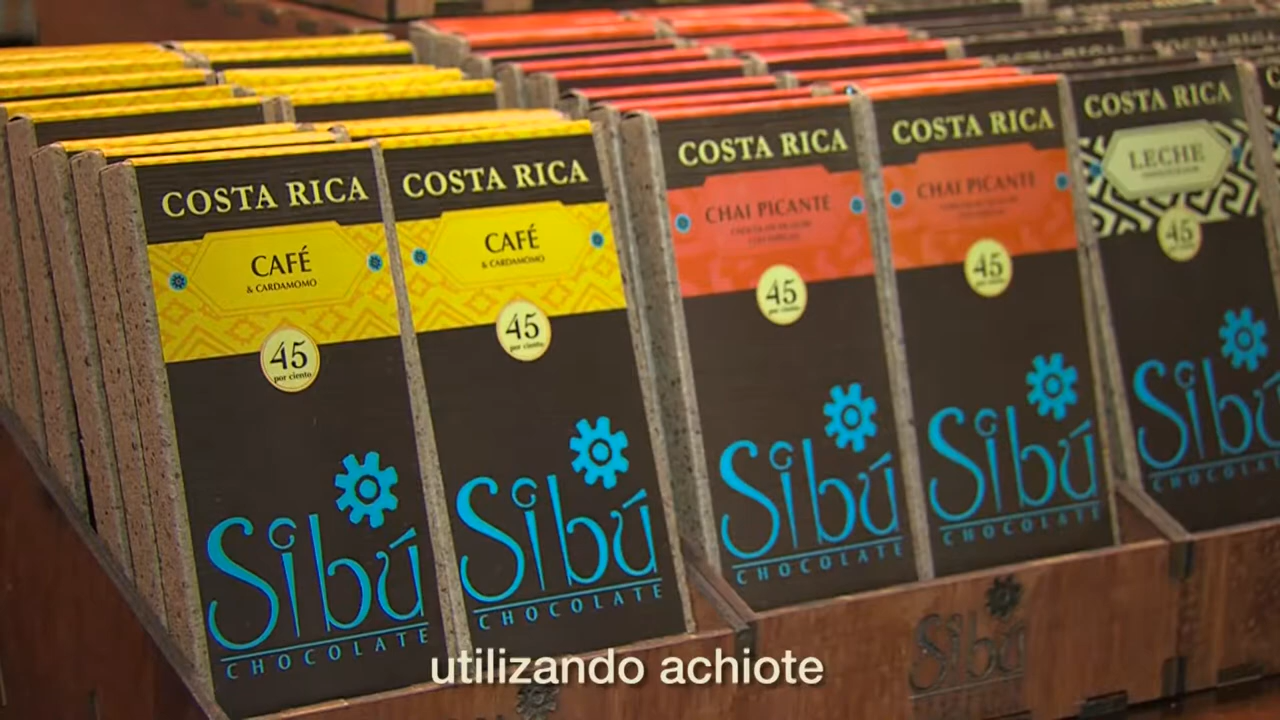 COSTA RICA
CAFÉ
& CARDAMOMO
45
por ciento
Sibú
CHOCOLATE
COSTA RICA
CAFÉ
& CARDAMOMO
45
por ciento
Sibú
CHOCOLATE
COSTA RICA
CHAI PICANTE
45
por ciento
Sibú
CHOCOLATE
COSTA RICA
CHAI PICANTE
45
por ciento
Sibú
CHOCOLATE
COSTA RICA
LECHE
45
por ciento
Sibú
CHOCOLATE
Sibú
utilizando achiote